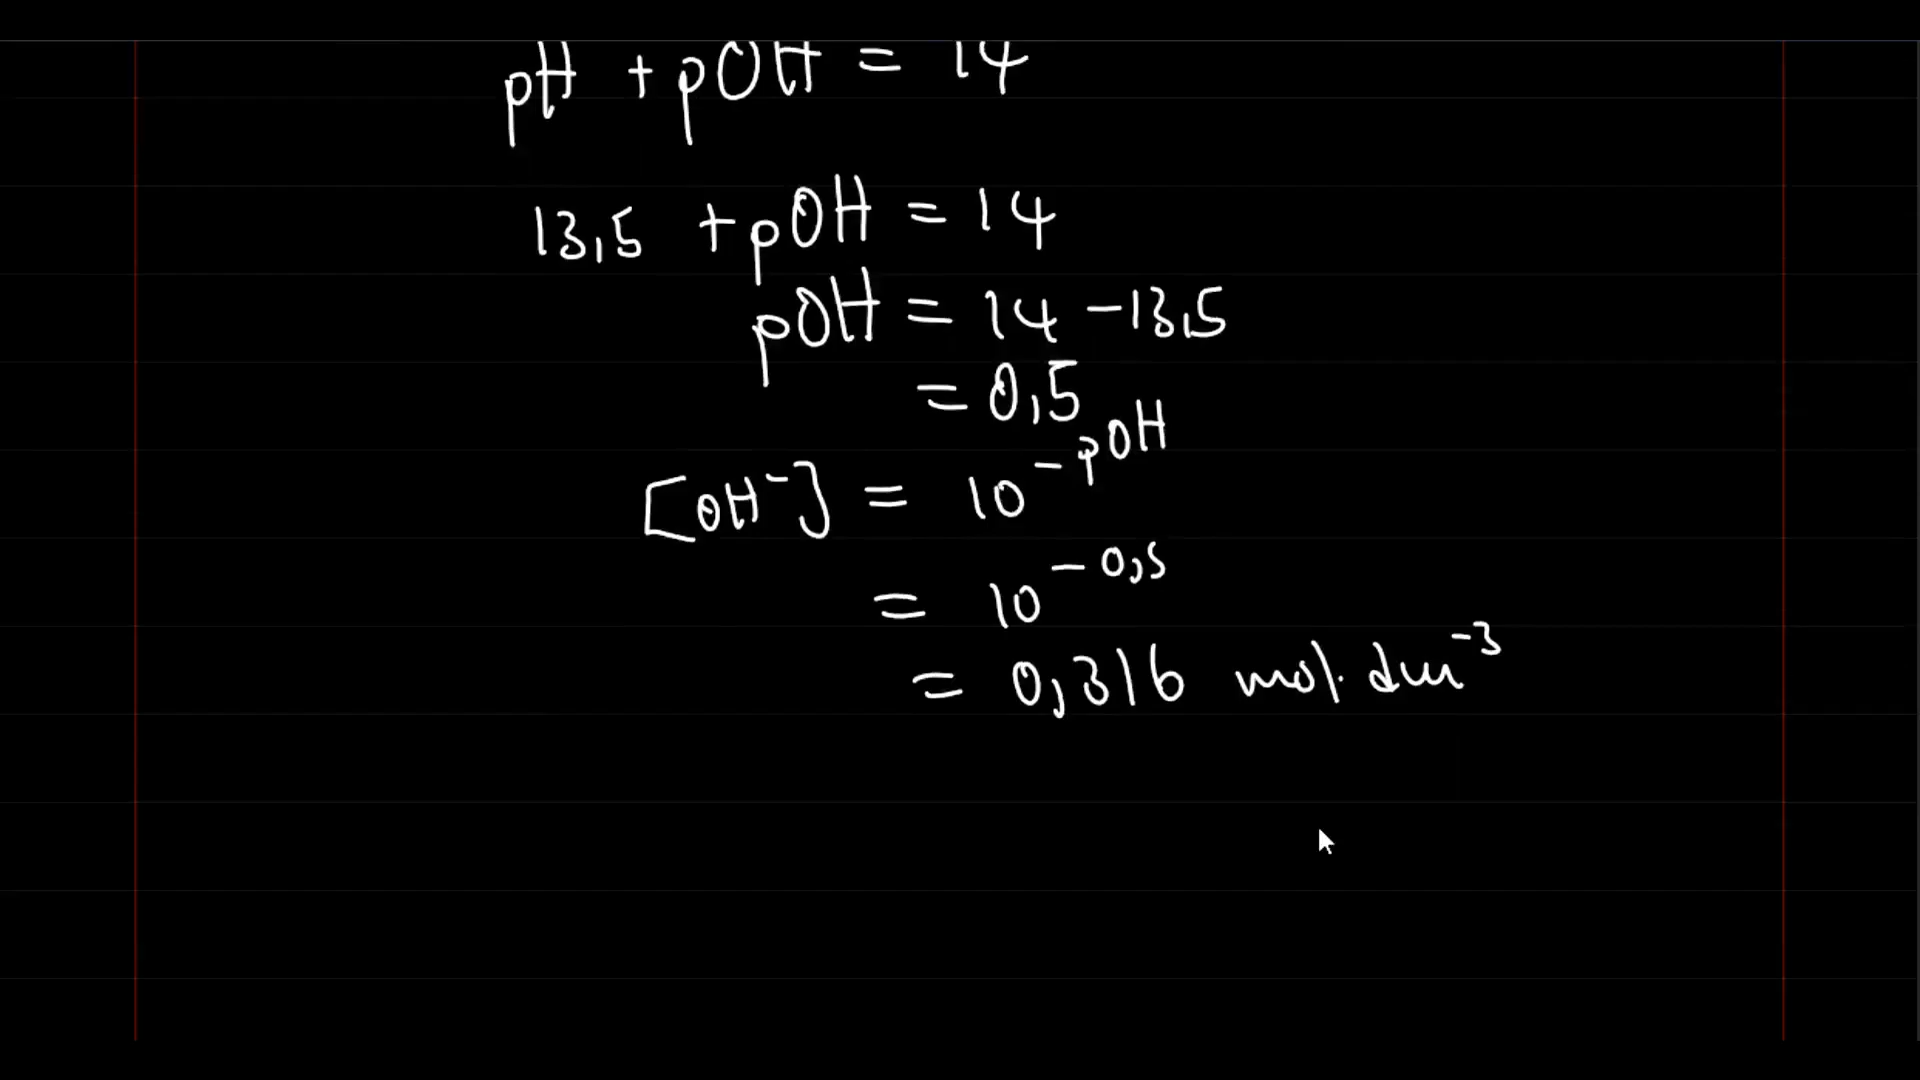 pH + pOH = 14
13,5 + pOH = 14
pOH = 14 - 13,5
= 0,5
[OH⁻] = 10^-pOH
= 10^-0,5
= 0,316 mol·dm⁻³